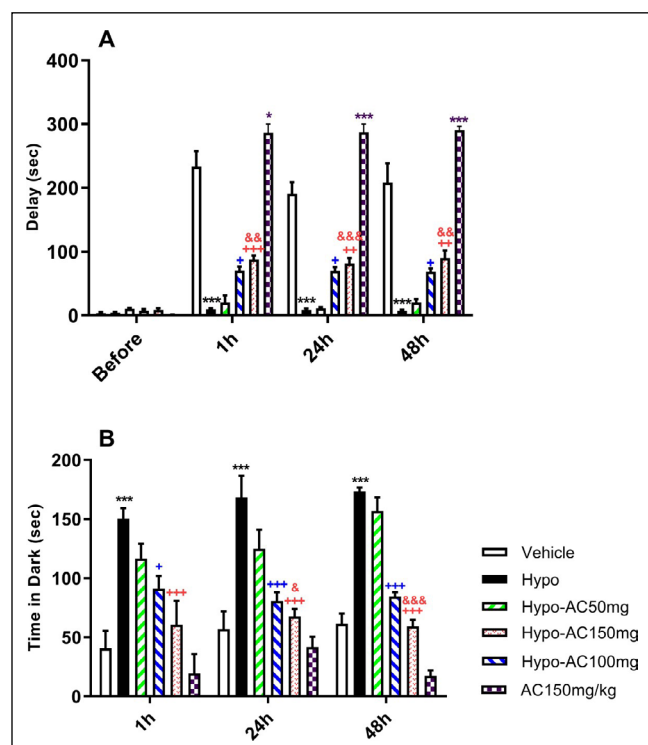 A
400
300
200
100
0
Delay (sec)
*
***
***
&&
+++
+
***
&&&
++
+
***
&&
++
+
***
Before
1h
24h
48h
B
200
150
100
50
0
Time in Dark (sec)
***
+
+++
***
+++
&
+++
***
+++
&&&
+++
1h
24h
48h
Vehicle
Hypo
Hypo-AC50mg
Hypo-AC150mg
Hypo-AC100mg
AC150mg/kg